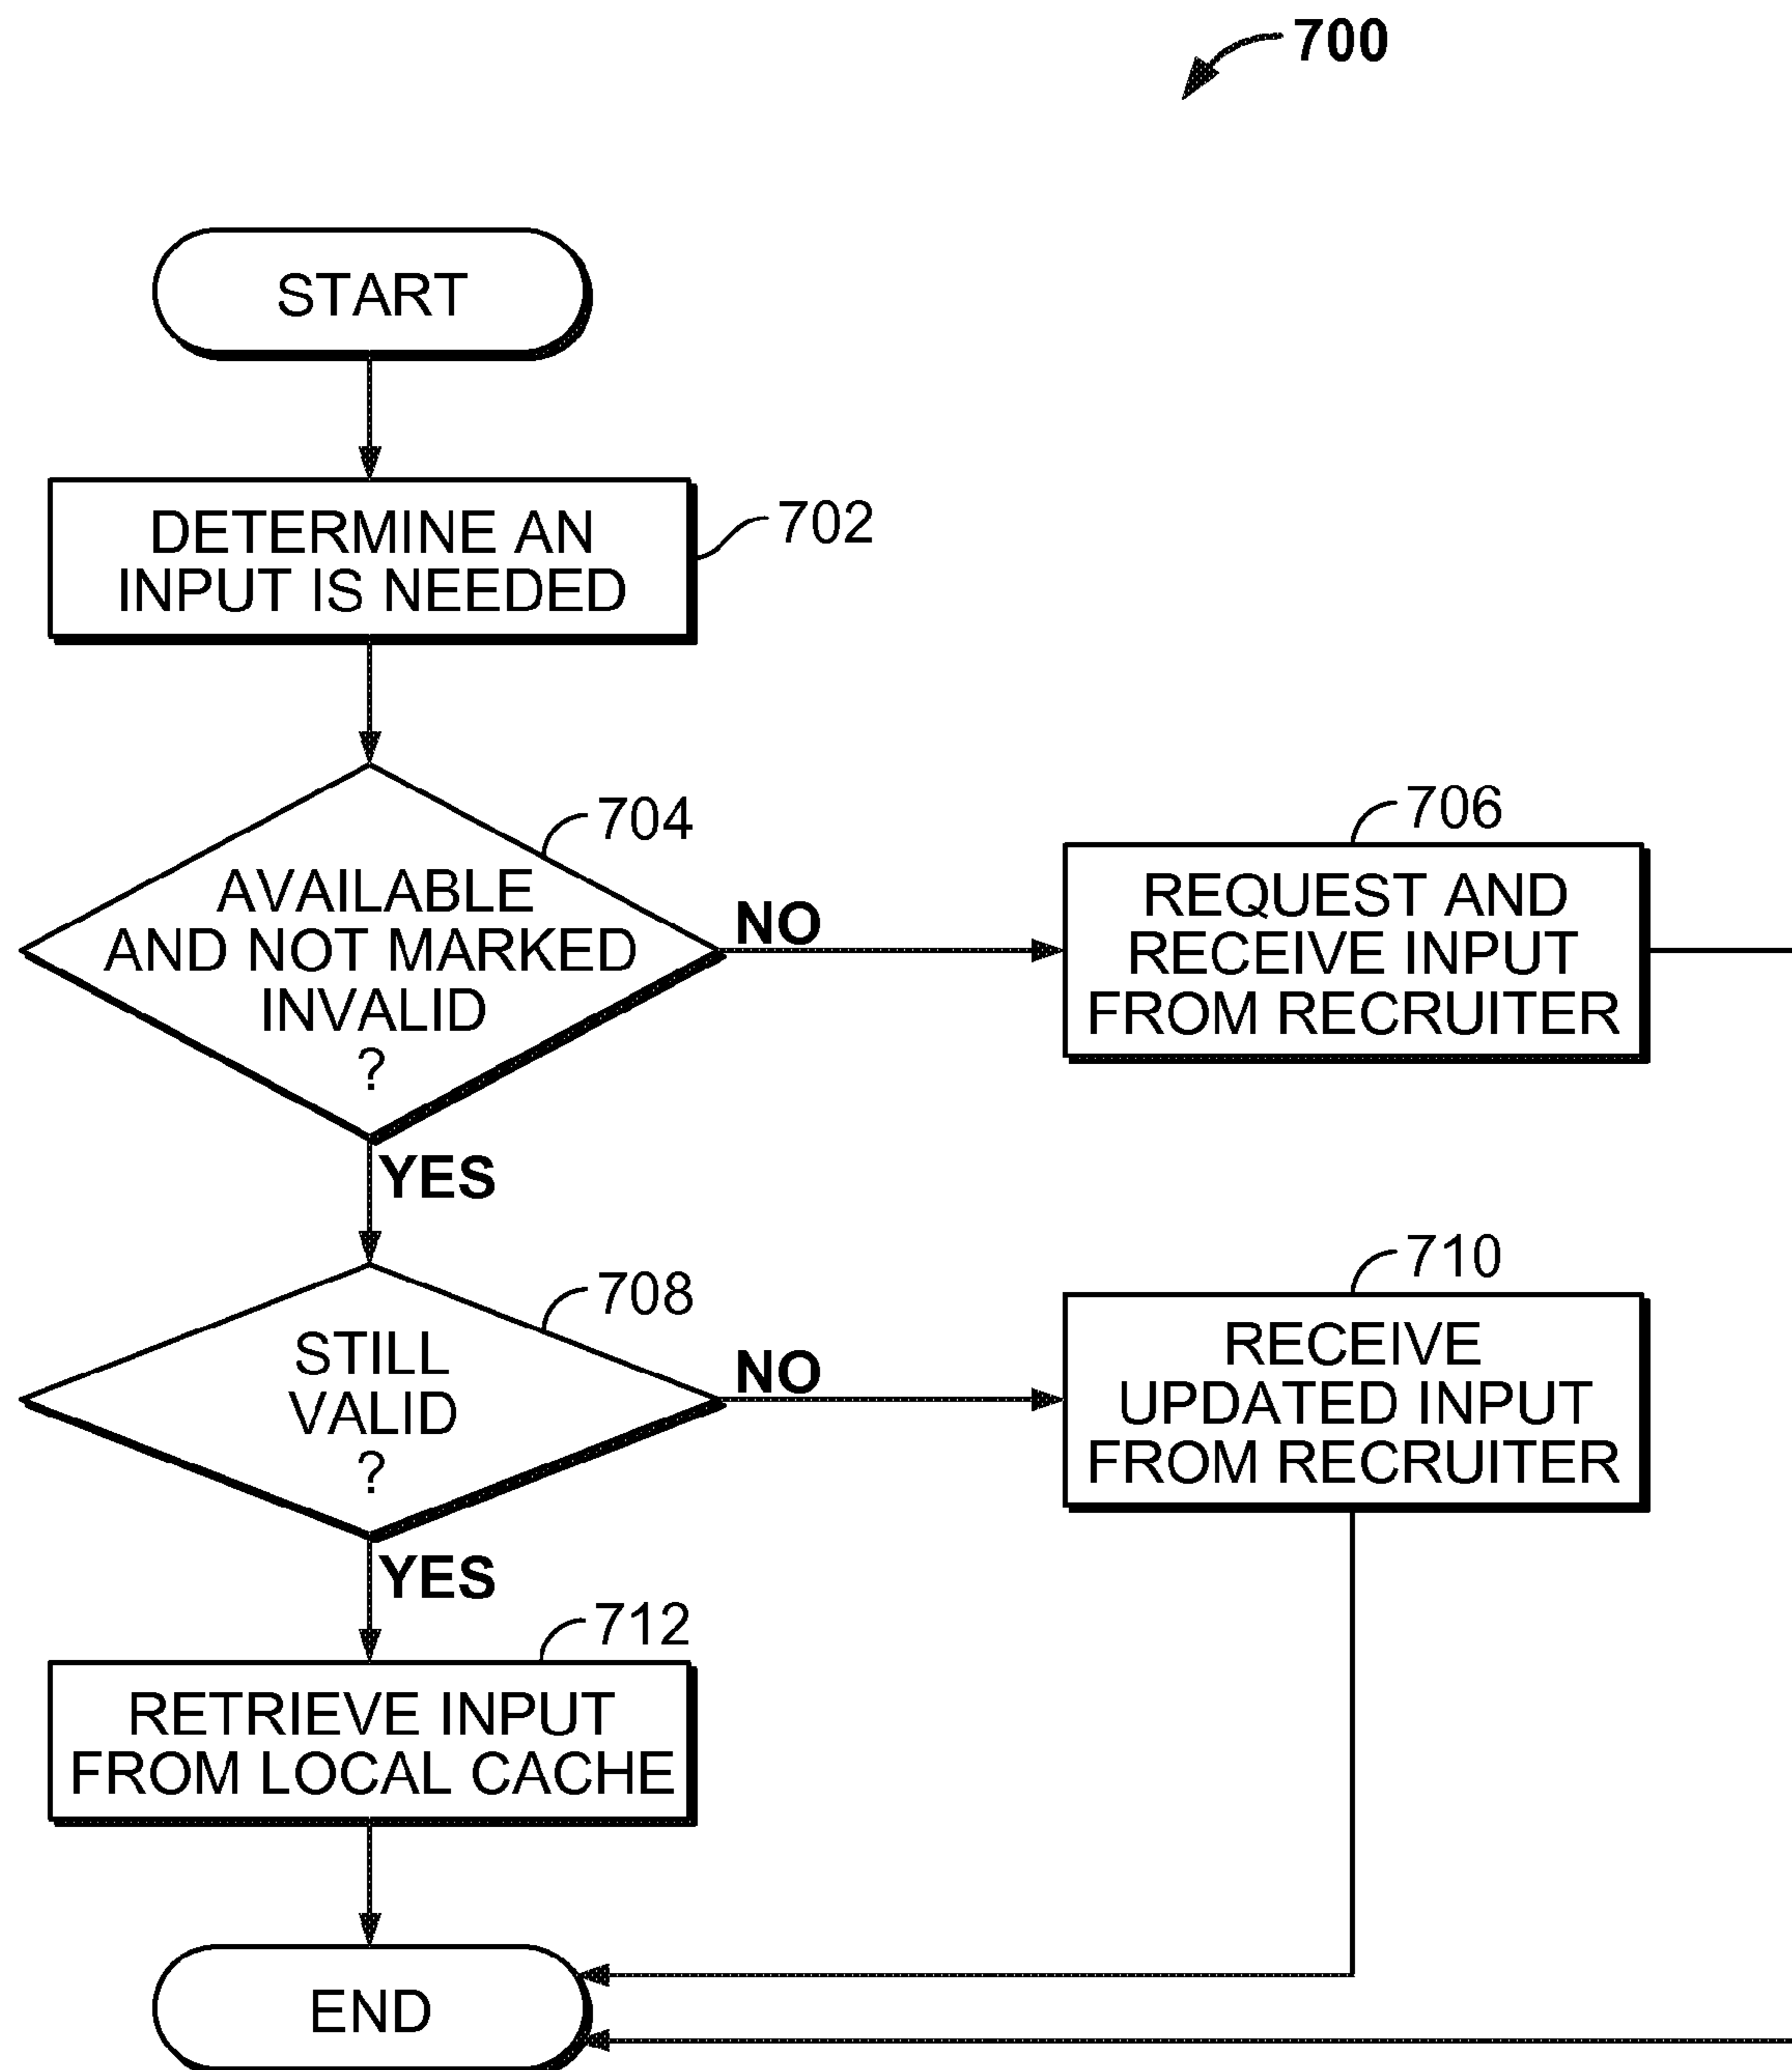 700
START
DETERMINE AN
INPUT IS NEEDED
702
704
AVAILABLE
AND NOT MARKED
INVALID
?
NO
706
REQUEST AND
RECEIVE INPUT
FROM RECRUITER
YES
708
STILL
VALID
?
NO
710
RECEIVE
UPDATED INPUT
FROM RECRUITER
YES
712
RETRIEVE INPUT
FROM LOCAL CACHE
END